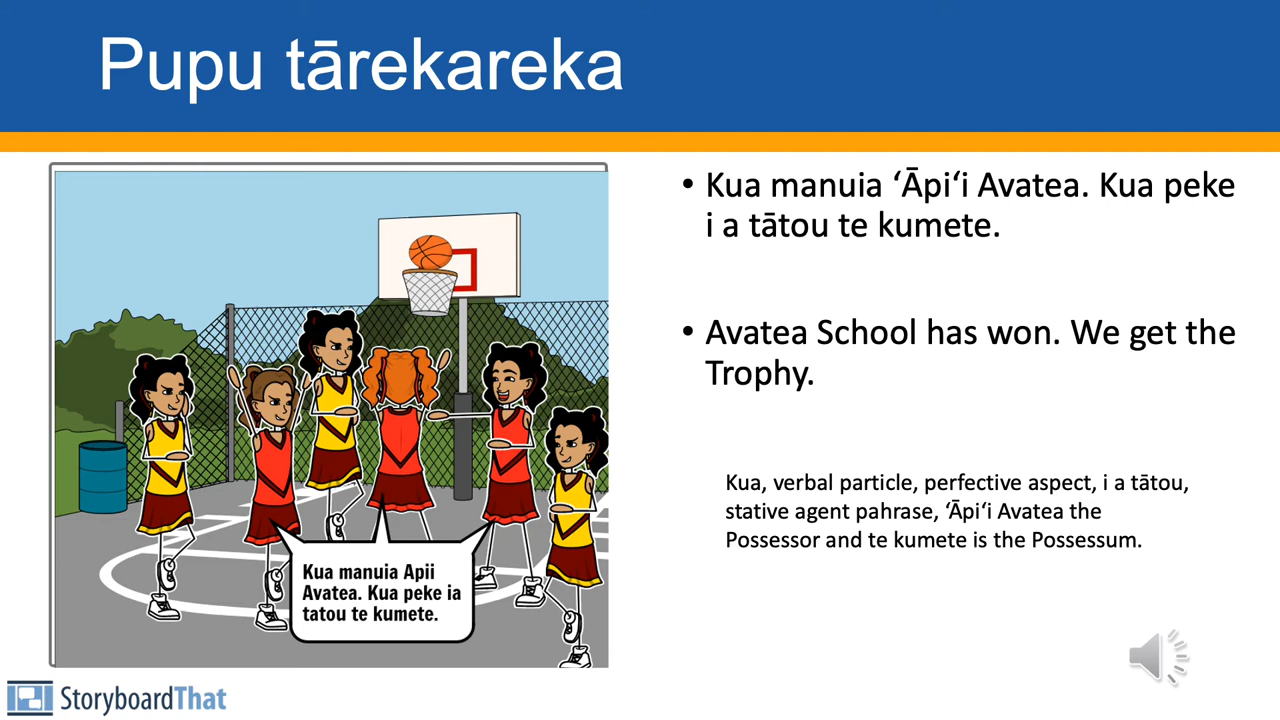 Pupu tārekareka
• Kua manuia ‘Āpi‘i Avatea. Kua peke
i a tātou te kumete.
• Avatea School has won. We get the
Trophy.
Kua, verbal particle, perfective aspect, i a tātou,
stative agent pahrase, ‘Āpi‘i Avatea the
Possessor and te kumete is the Possessum.
Kua manuia Apii
Avatea. Kua peke ia
tatou te kumete.
StoryboardThat